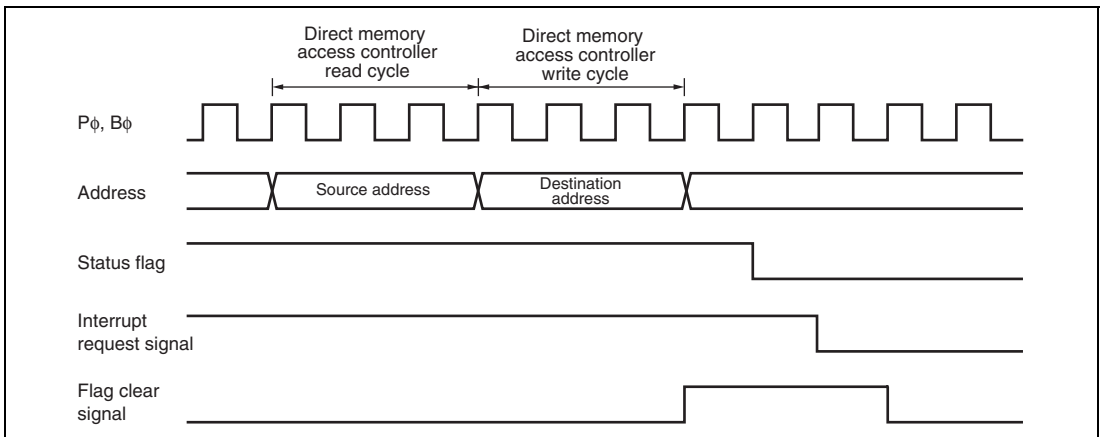 Direct memory
access controller
read cycle
Direct memory
access controller
write cycle
Pϕ, Bϕ
Address
Source address
Destination
address
Status flag
Interrupt
request signal
Flag clear
signal